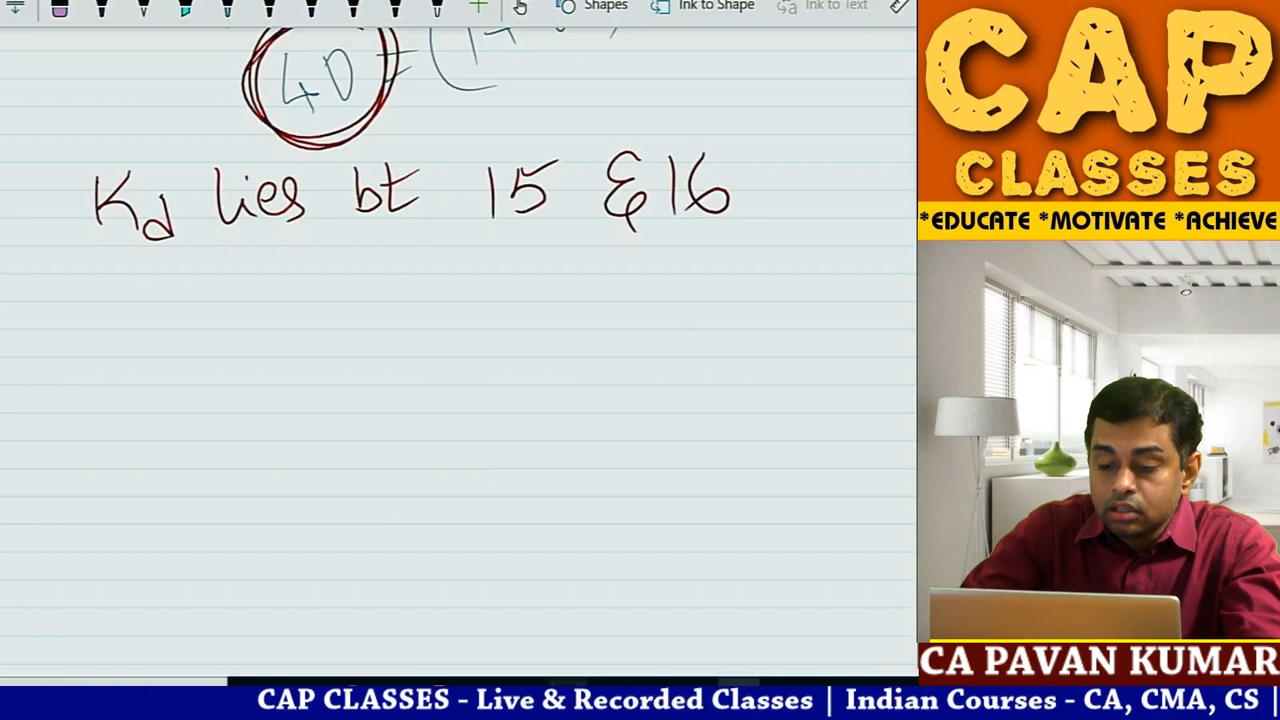 Shapes Ink to Shape Ink to Text
40 = (1+
Kd lies bt 15 & 16
CAP
CLASSES
*EDUCATE *MOTIVATE *ACHIEVE
CA PAVAN KUMAR
CAP CLASSES - Live & Recorded Classes | Indian Courses - CA, CMA, CS |